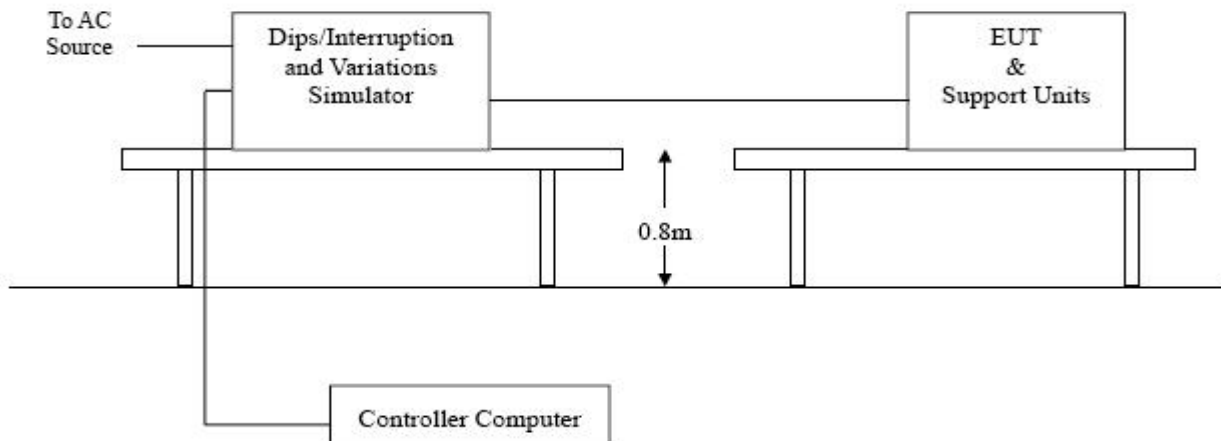 To AC
Source
Dips/Interruption
and Variations
Simulator
EUT
&
Support Units
0.8m
Controller Computer